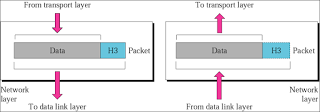 From transport layer
Data
H3
Packet
Network
layer
To data link layer
To transport layer
Data
H3
Packet
Network
layer
From data link layer